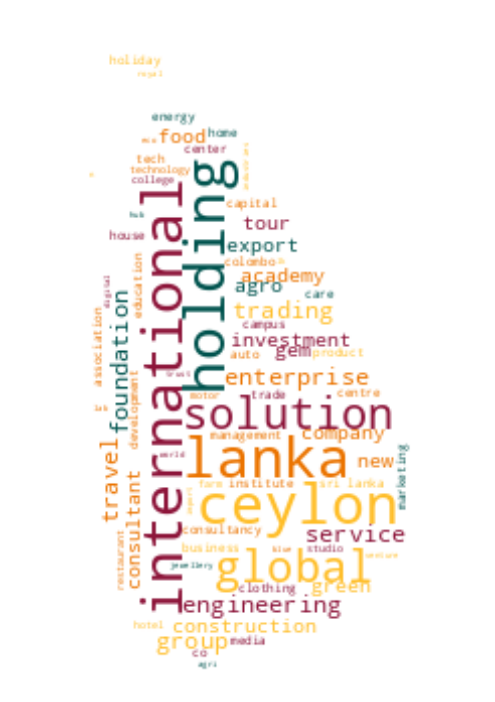 holiday
royal
energy
food
home
eco
center
tech
technology
college
international
holding
capital
hub
tour
house
export
colombo
education
academy
agro
care
digital
foundation
trading
association
campus
investment
gem
product
auto
trust
enterprise
development
motor
trade
centre
solution
management
company
travel
lanka
new
world
marketing
consultant
farm
institute
sri lanka
ceylon
import
consultancy
service
restaurant
business
blue
studio
venture
jewellery
global
clothing
green
engineering
hotel
construction
group
media
co
agri